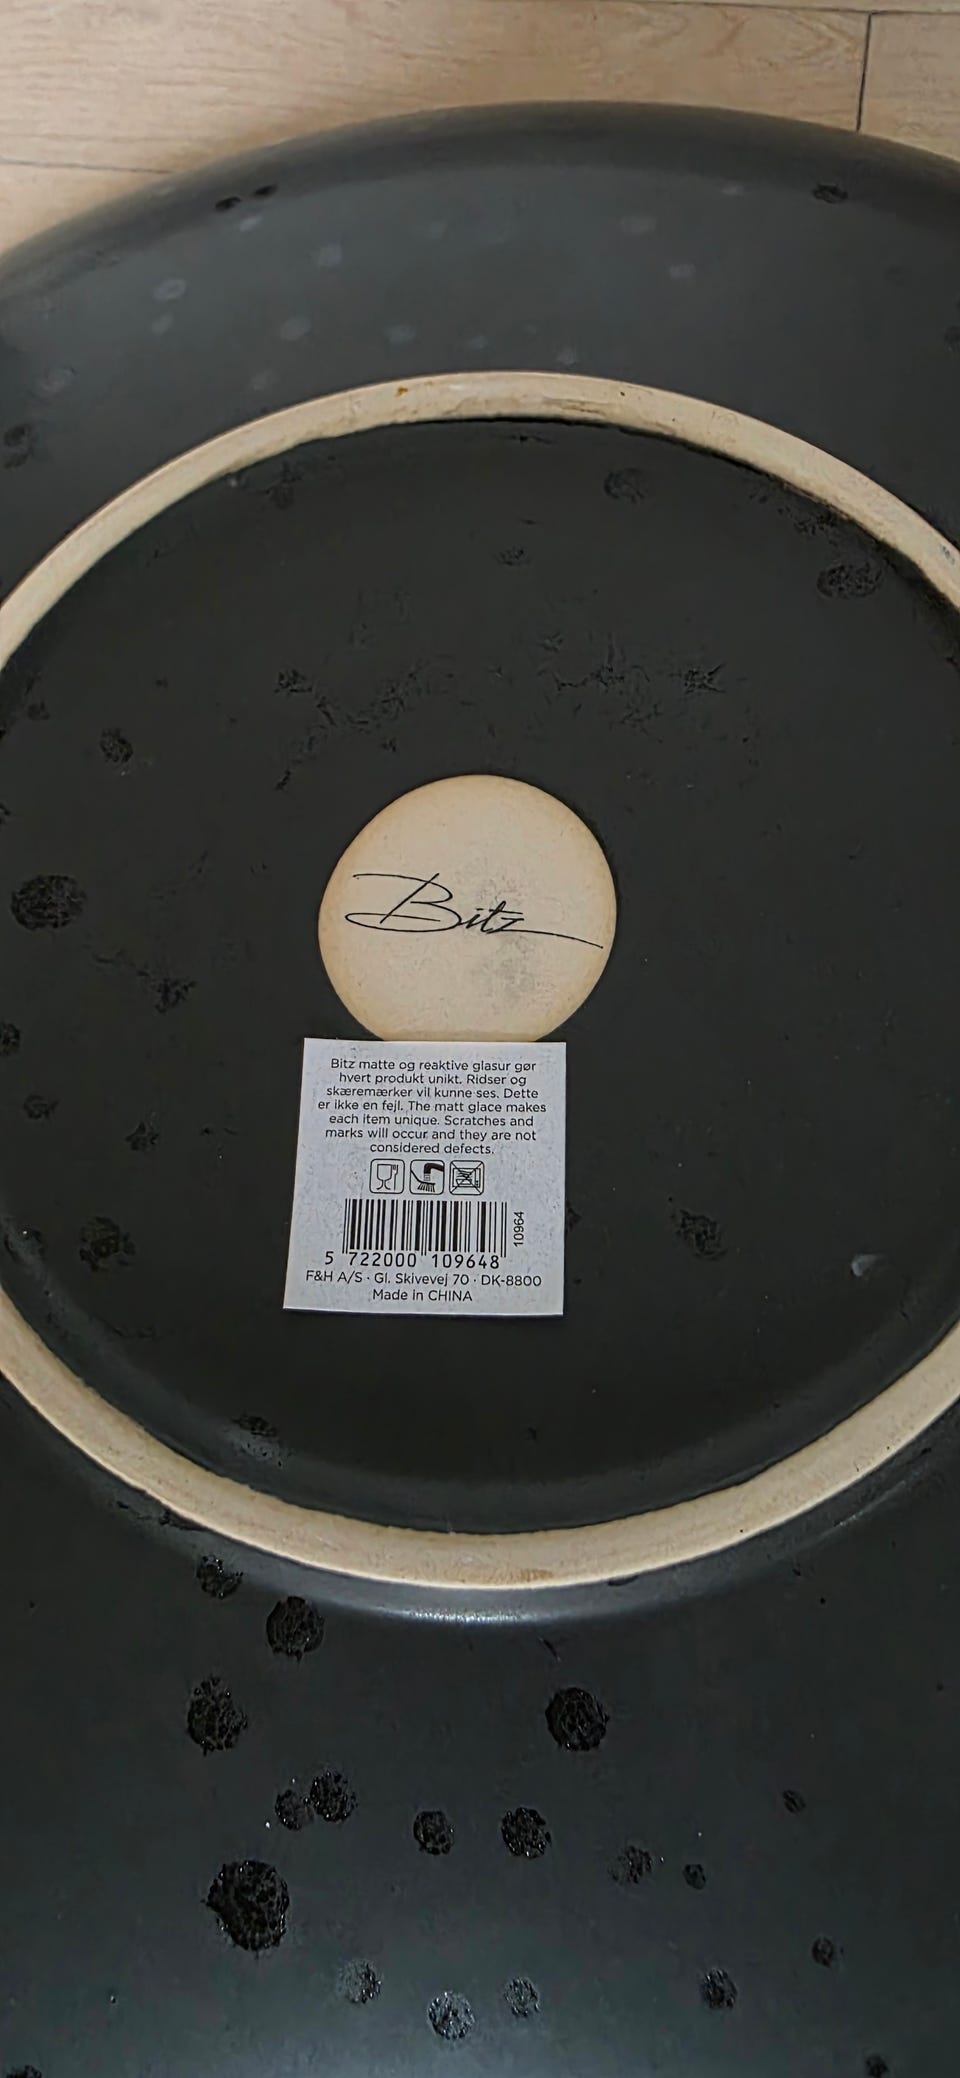 Bitz
Bitz matte og reaktive glasur gør
hvert produkt unikt. Ridser og
skæremærker vil kunne ses. Dette
er ikke en fejl. The matt glace makes
each item unique. Scratches and
marks will occur and they are not
considered defects.
10964
5 722000 109648
F&H A/S · Gl. Skivevej 70 · DK-8800
Made in CHINA